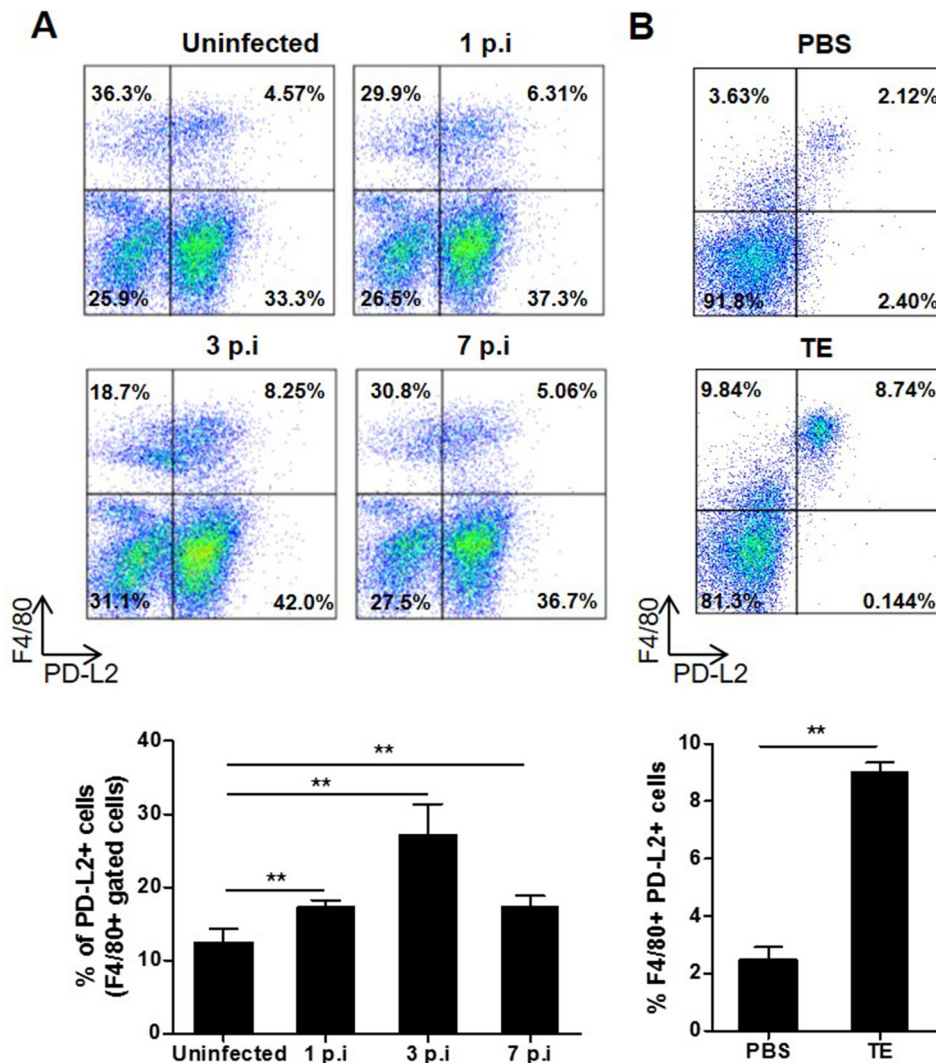 A
Uninfected
1 p.i
36.3%
4.57%
29.9%
6.31%
25.9%
33.3%
26.5%
37.3%
3 p.i
7 p.i
18.7%
8.25%
30.8%
5.06%
31.1%
42.0%
27.5%
36.7%
F4/80
PD-L2
B
PBS
3.63%
2.12%
91.8%
2.40%
TE
9.84%
8.74%
81.3%
0.144%
F4/80
PD-L2
% of PD-L2+ cells
(F4/80+ gated cells)
40
30
20
10
0
**
**
**
Uninfected
1 p.i
3 p.i
7 p.i
% F4/80+ PD-L2+ cells
10
8
6
4
2
0
**
PBS
TE